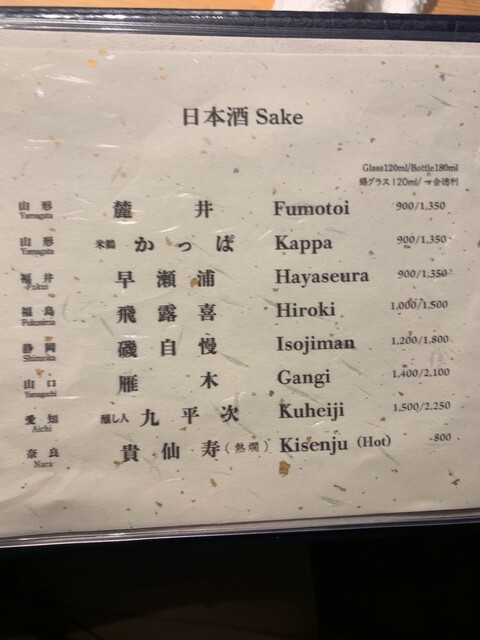 日本酒 Sake
Glass120ml/Bottle180ml
錫グラス120ml/一合徳利
山形 麓井 Fumotoi 900/1,350
Yamagata
山形 米鶴 かっぱ Kappa 900/1,350
Yamagata
福井 早瀬浦 Hayaseura 900/1,350
Fukui
福島 飛露喜 Hiroki 1,000/1,500
Fukusima
静岡 磯自慢 Isojiman 1,200/1,800
Shizuoka
山口 雁木 Gangi 1,400/2,100
Yamaguchi
愛知 醸し人 九平次 Kuheiji 1,500/2,250
Aichi
奈良 貴仙寿(熱燗) Kisenju (Hot) -800
Nara